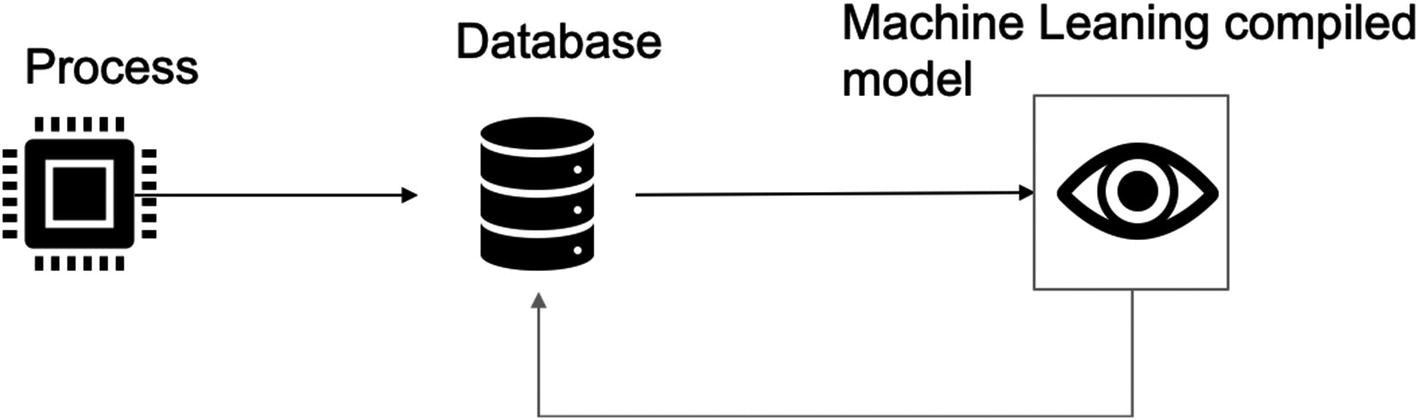 Process
Database
Machine Leaning compiled
model